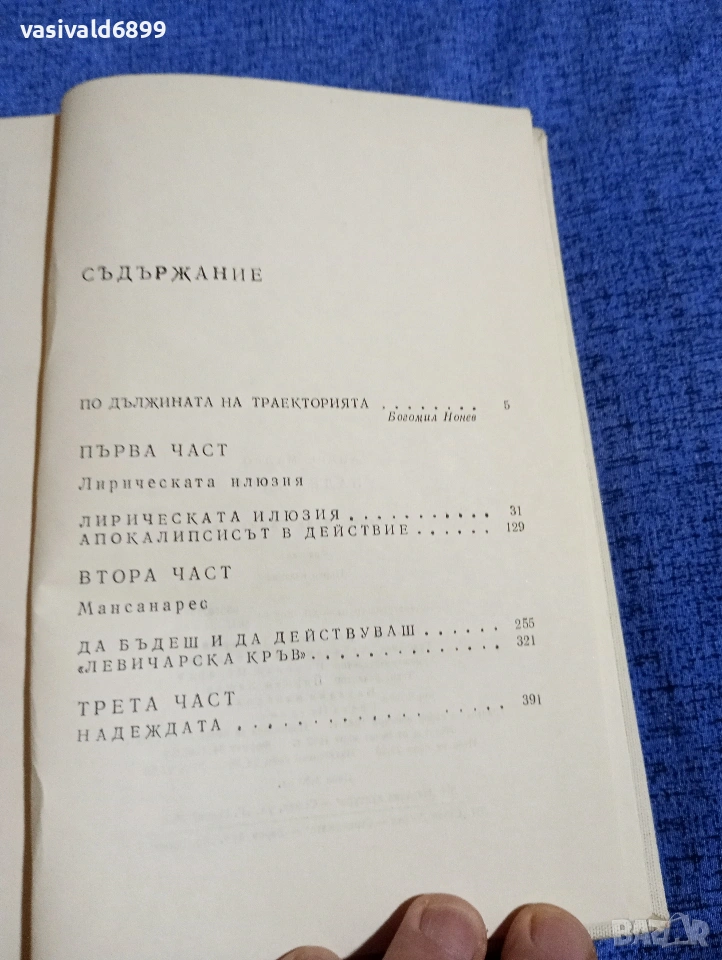 vasivald6899
СЪДЪРЖАНИЕ
ПО ДЪЛЖИНАТА НА ТРАЕКТОРИЯТА . . . . . . . 5
Богомил Нонев
ПЪРВА ЧАСТ
Лирическата илюзия
ЛИРИЧЕСКАТА ИЛЮЗИЯ . . . . . . . . . . . 31
АПОКАЛИПСИСЪТ В ДЕЙСТВИЕ . . . . . . 129
ВТОРА ЧАСТ
Мансанарес
ДА БЪДЕШ И ДА ДЕЙСТВУВАШ . . . . . . 255
«ЛЕВИЧАРСКА КРЪВ» . . . . . . . . . . . . . 321
ТРЕТА ЧАСТ
НАДЕЖДАТА . . . . . . . . . . . . . . . 391
BAZAR